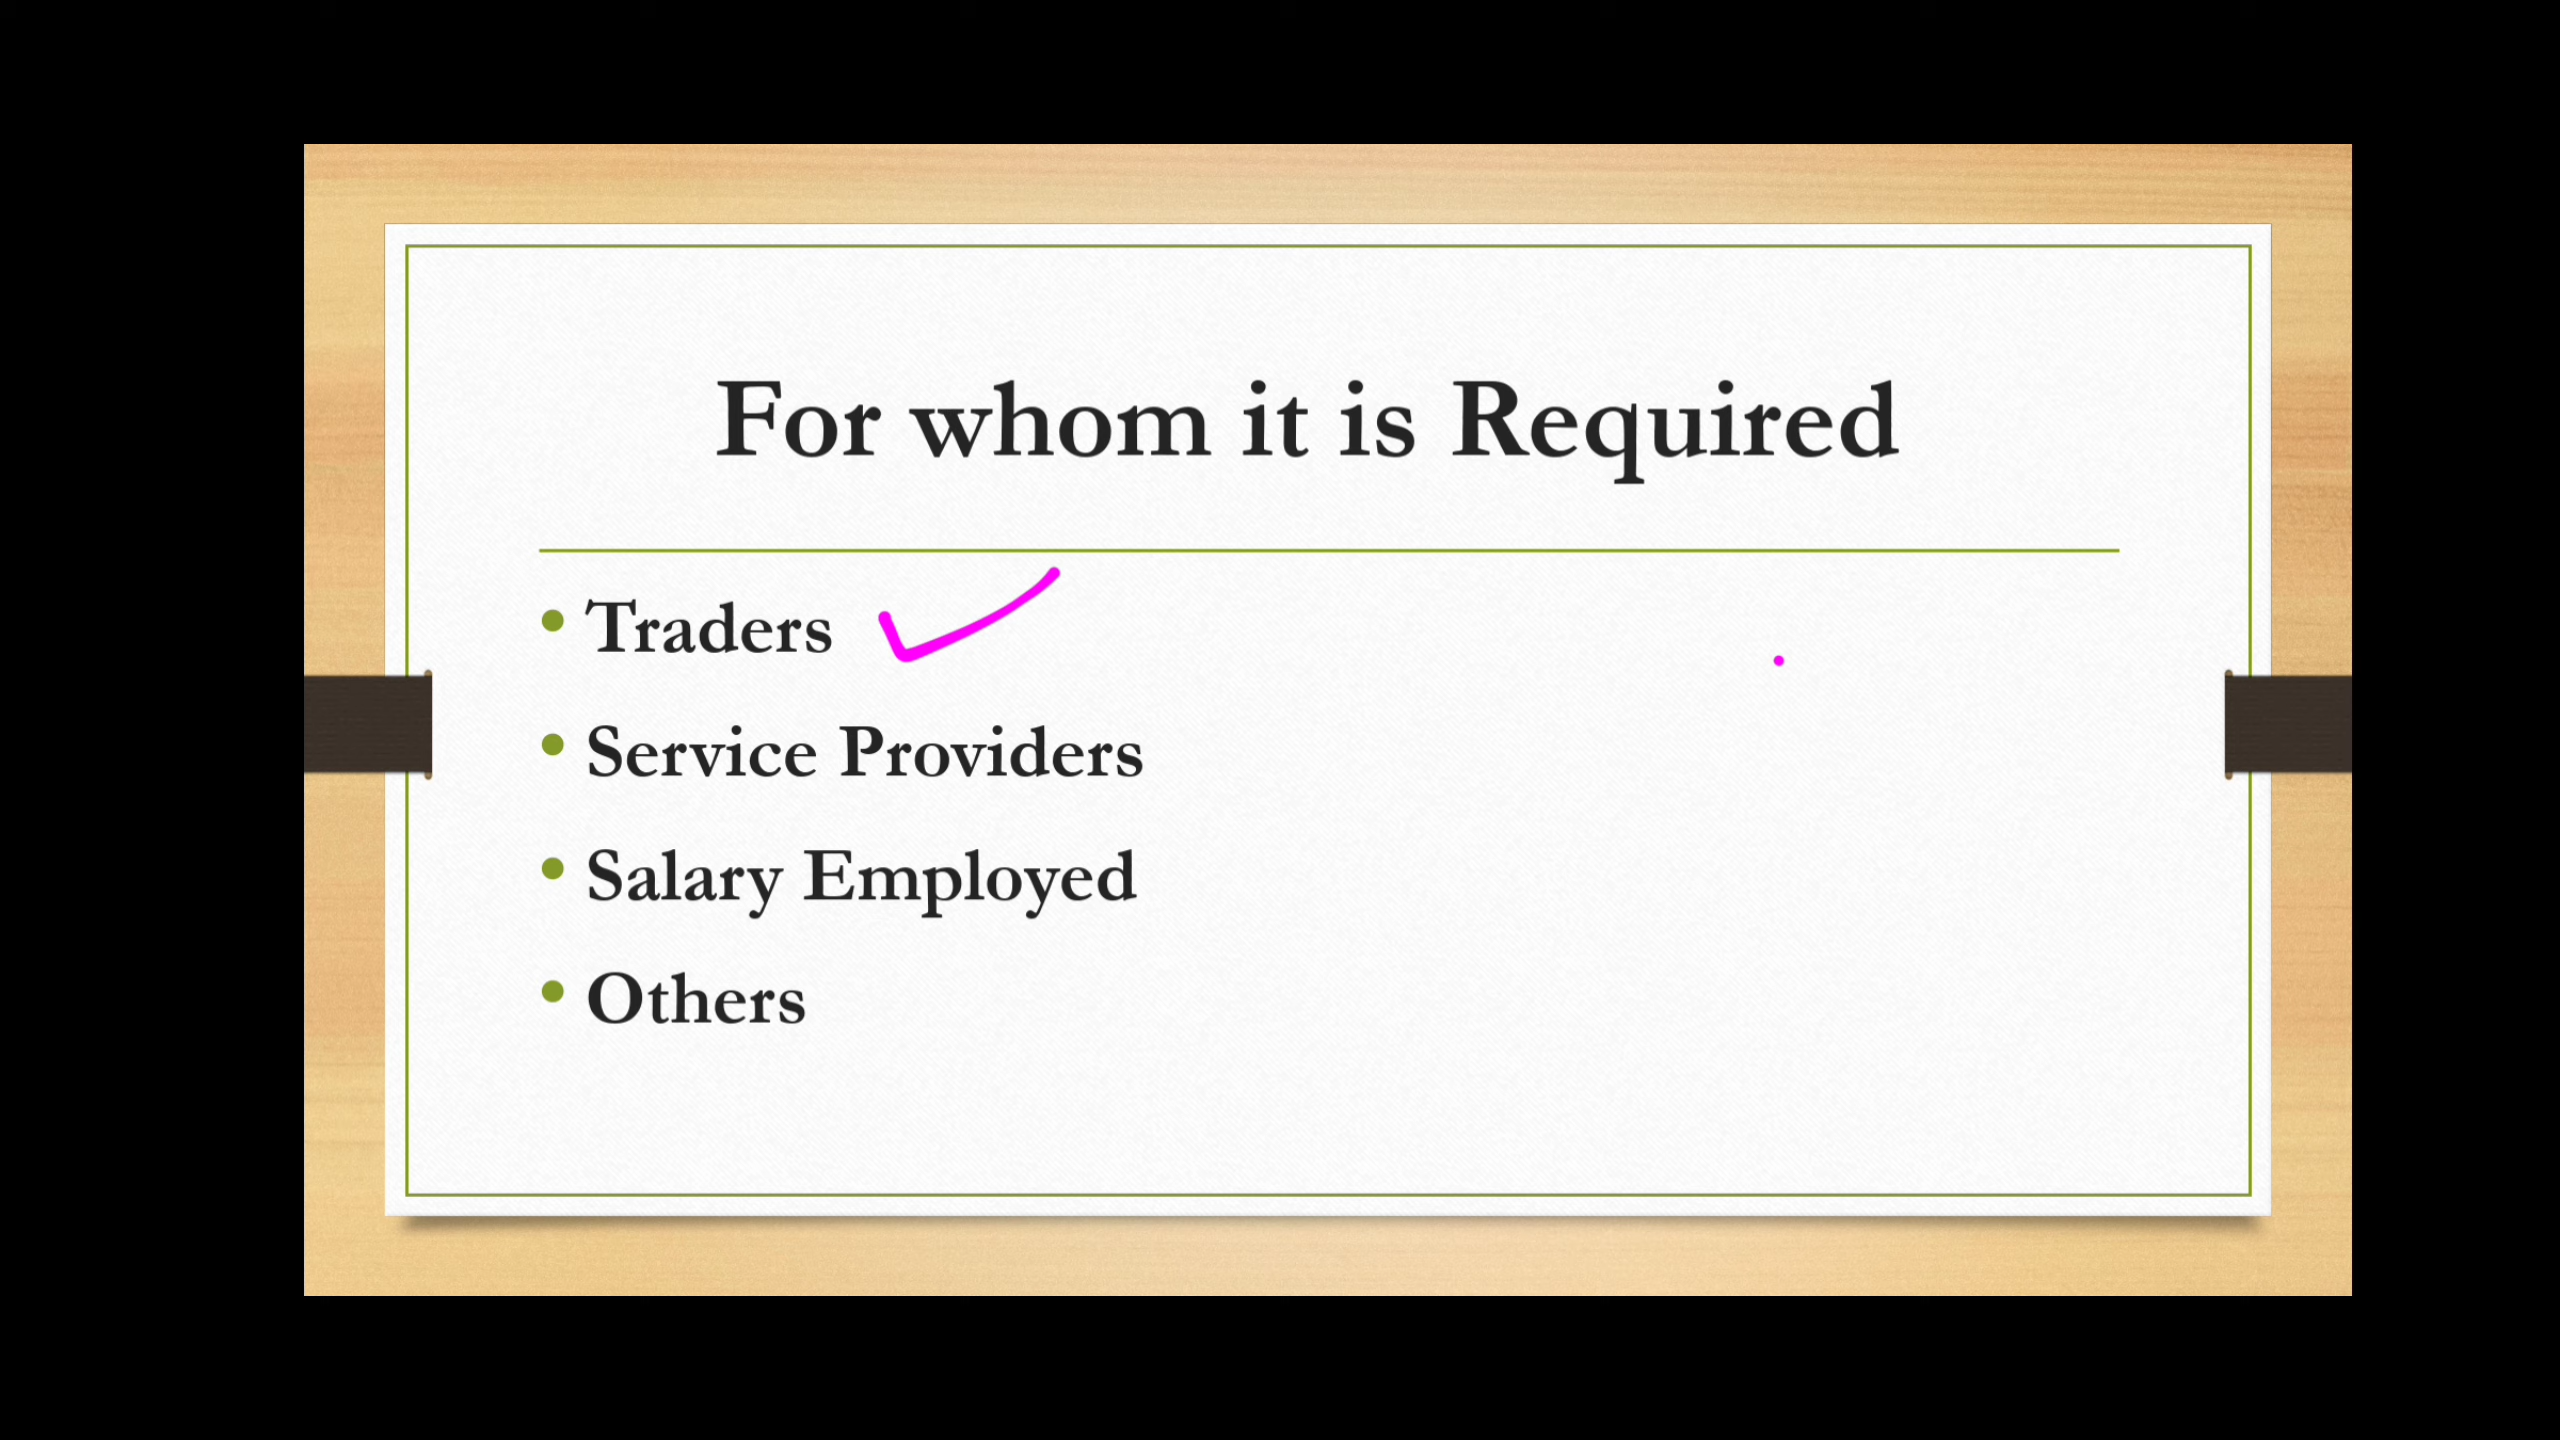 For whom it is Required
• Traders
• Service Providers
• Salary Employed
• Others